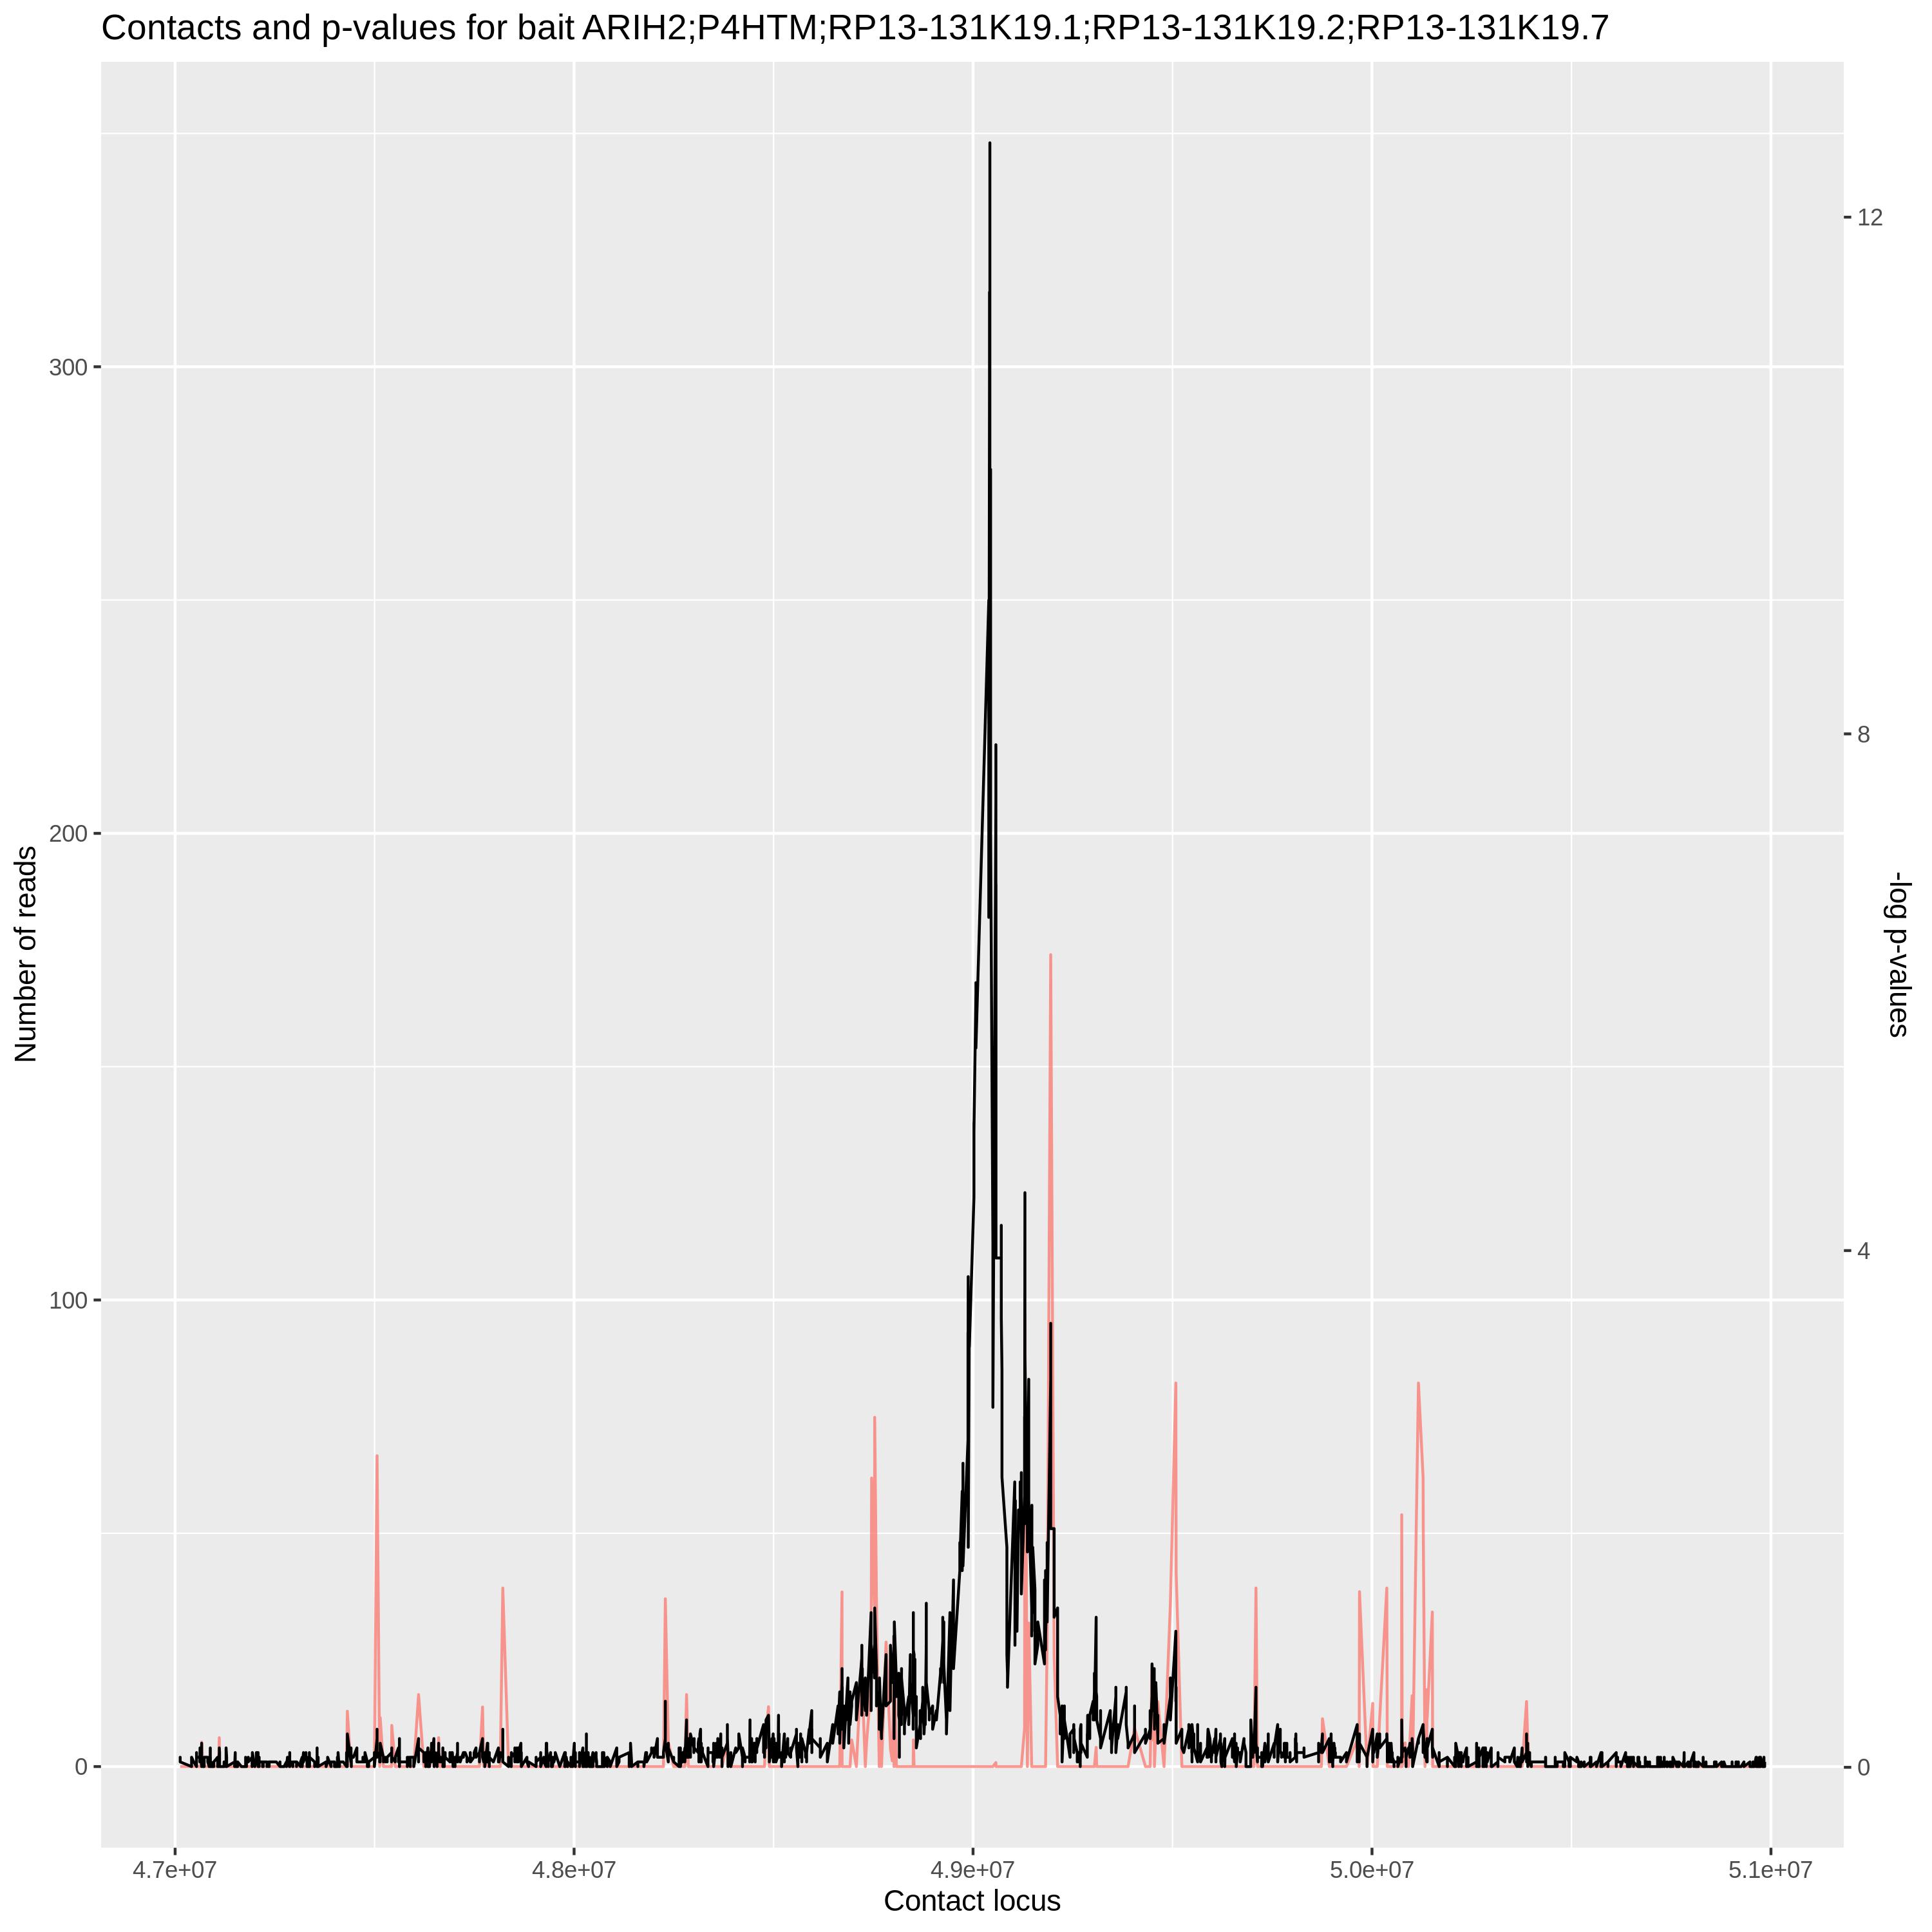 Contacts and p-values for bait ARIH2;P4HTM;RP13-131K19.1;RP13-131K19.2;RP13-131K19.7
300
200
100
0
Number of reads
12
8
4
0
-log p-values
4.7e+07 4.8e+07 4.9e+07 5.0e+07 5.1e+07
Contact locus